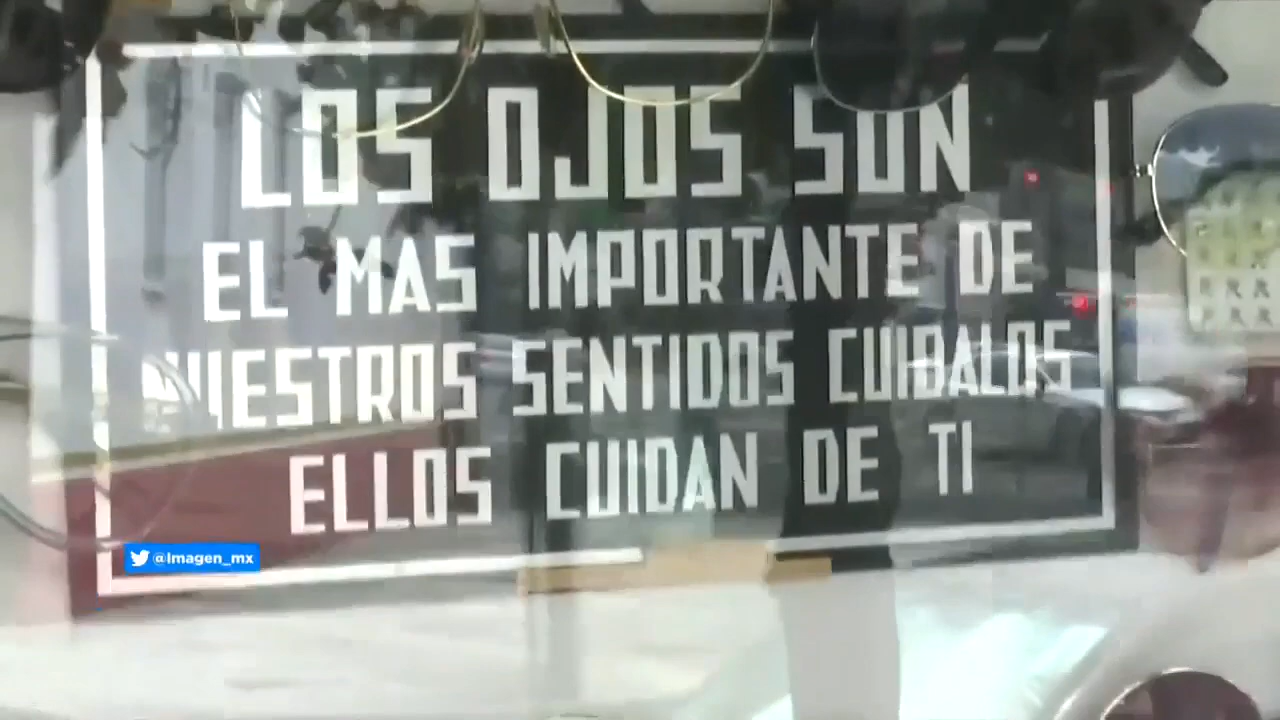 LOS OJOS SON
EL MAS IMPORTANTE DE
NUESTROS SENTIDOS CUIDALOS
ELLOS CUIDAN DE TI
@Imagen_mx